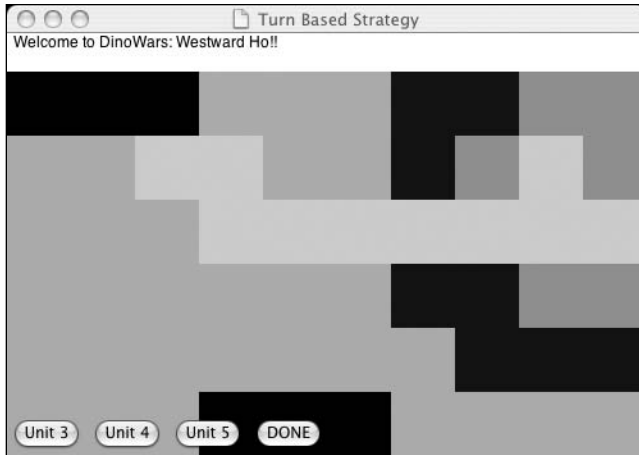 Turn Based Strategy
Welcome to DinoWars: Westward Ho!!
Unit 3 Unit 4 Unit 5 DONE